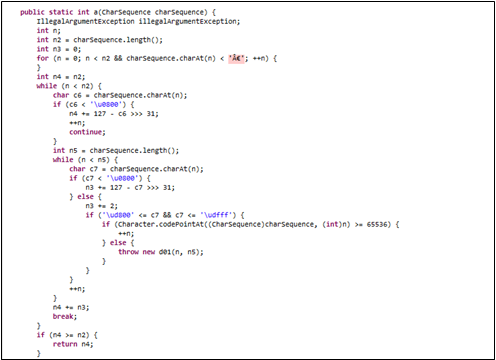 public static int a(CharSequence charSequence) {
IllegalArgumentException illegalArgumentException;
int n;
int n2 = charSequence.length();
int n3 = 0;
for (n = 0; n < n2 && charSequence.charAt(n) < "Â€"; ++n) {
}
int n4 = n2;
while (n < n2) {
char c6 = charSequence.charAt(n);
if (c6 < '\u0800') {
n4 += 127 - c6 >>> 31;
++n;
continue;
}
int n5 = charSequence.length();
while (n < n5) {
char c7 = charSequence.charAt(n);
if (c7 < '\u0800') {
n3 += 127 - c7 >>> 31;
} else {
n3 += 2;
if ('\ud800' <= c7 && c7 <= '\udfff') {
if (Character.codePointAt((CharSequence)charSequence, (int)n) >= 65536) {
++n;
} else {
throw new d01(n, n5);
}
}
}
++n;
}
n4 += n3;
break;
}
if (n4 >= n2) {
return n4;
}